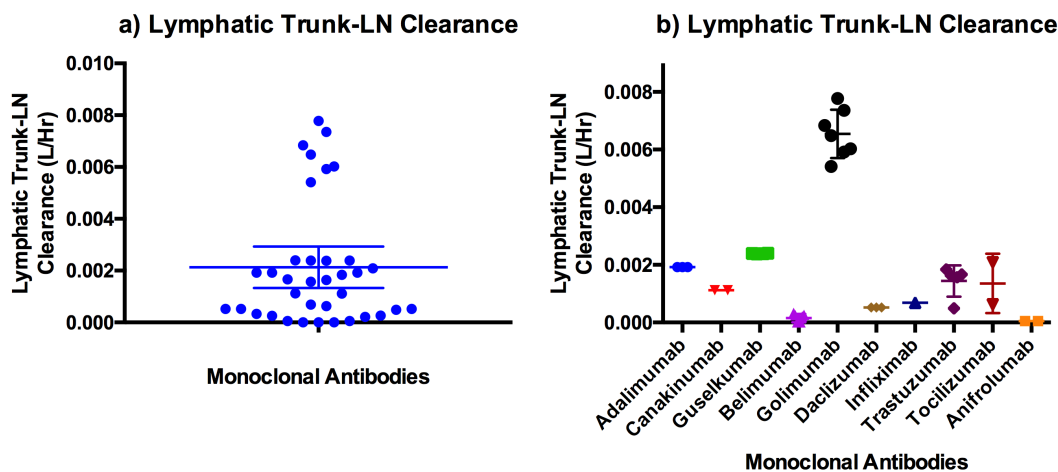 a) Lymphatic Trunk-LN Clearance
Lymphatic Trunk-LN
Clearance (L/Hr)
0.010
0.008
0.006
0.004
0.002
0.000
Monoclonal Antibodies
b) Lymphatic Trunk-LN Clearance
Lymphatic Trunk-LN
Clearance (L/Hr)
0.008
0.006
0.004
0.002
0.000
Adalimumab
Canakinumab
Guselkumab
Belimumab
Golimumab
Daclizumab
Infliximab
Trastuzumab
Tocilizumab
Anifrolumab
Monoclonal Antibodies